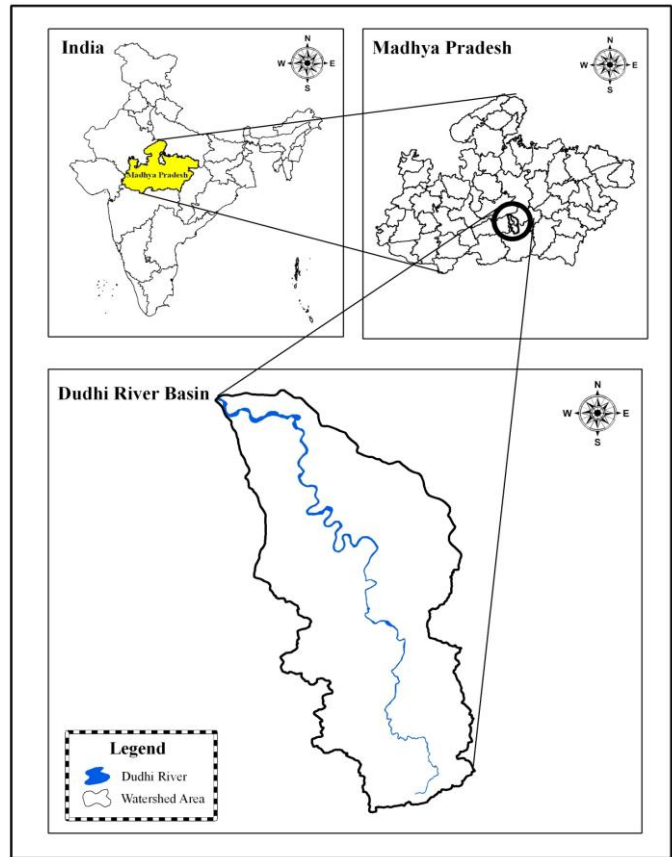 India
N
W E
S
Madhya Pradesh
Madhya Pradesh
N
W E
S
Dudhi River Basin
N
W E
S
Legend
Dudhi River
Watershed Area